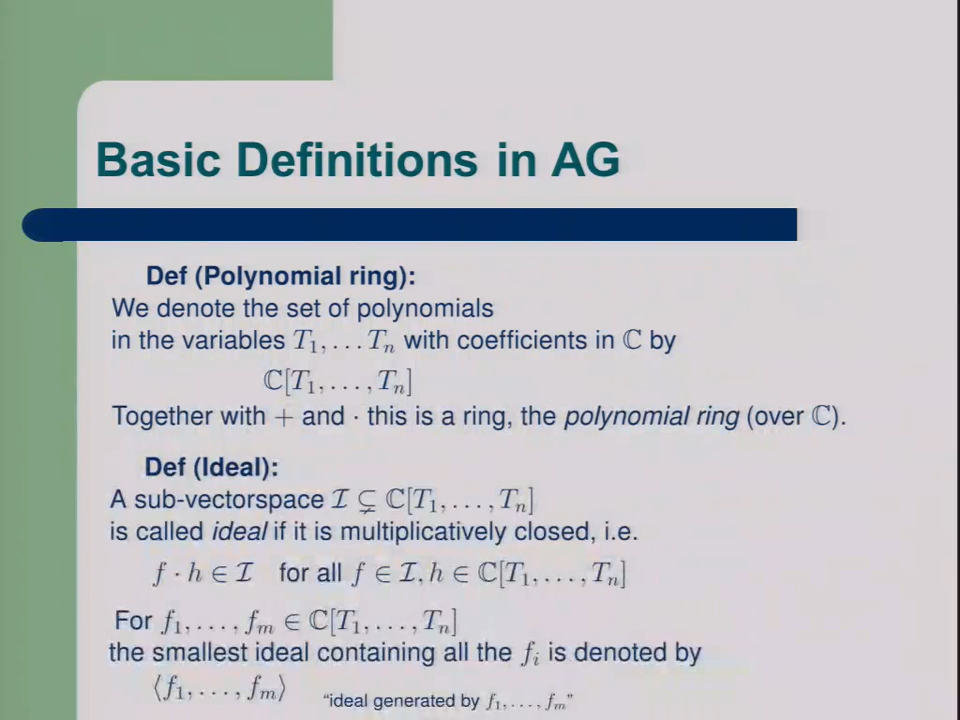 Basic Definitions in AG
Def (Polynomial ring):
We denote the set of polynomials
in the variables T₁, … Tₙ with coefficients in ℂ by
ℂ[T₁, … , Tₙ]
Together with + and · this is a ring, the polynomial ring (over ℂ).
Def (Ideal):
A sub-vectorspace 𝓘 ⊊ ℂ[T₁, … , Tₙ]
is called ideal if it is multiplicatively closed, i.e.
f · h ∈ 𝓘 for all f ∈ 𝓘, h ∈ ℂ[T₁, … , Tₙ]
For f₁, … , fₘ ∈ ℂ[T₁, … , Tₙ]
the smallest ideal containing all the fᵢ is denoted by
⟨f₁, … , fₘ⟩ “ideal generated by f₁, … , fₘ”